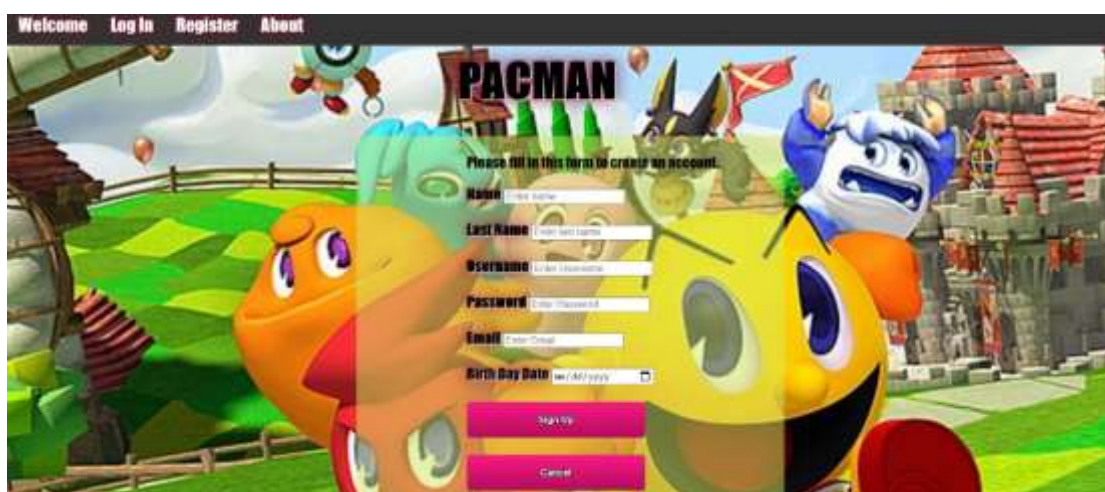 Welcome Log In Register About
PACMAN
Please fill in this form to create an account.
Name Enter name
Last Name Enter last name
Username Enter Username
Password Enter Password
Email Enter Email
Birth Day Date mm/dd/yyyy
Sign Up
Cancel